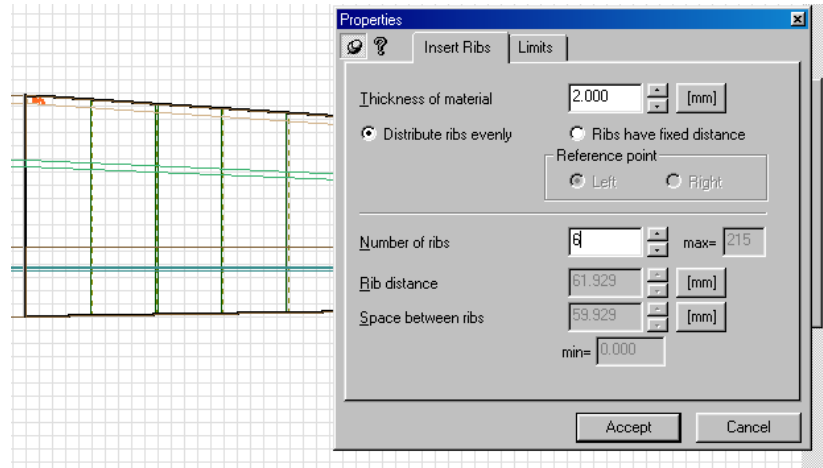 Properties
Insert Ribs Limits
Thickness of material 2.000 [mm]
Distribute ribs evenly Ribs have fixed distance
Reference point
Left Right
Number of ribs 6 max= 215
Rib distance 61.929 [mm]
Space between ribs 59.929 [mm]
min= 0.000
Accept Cancel